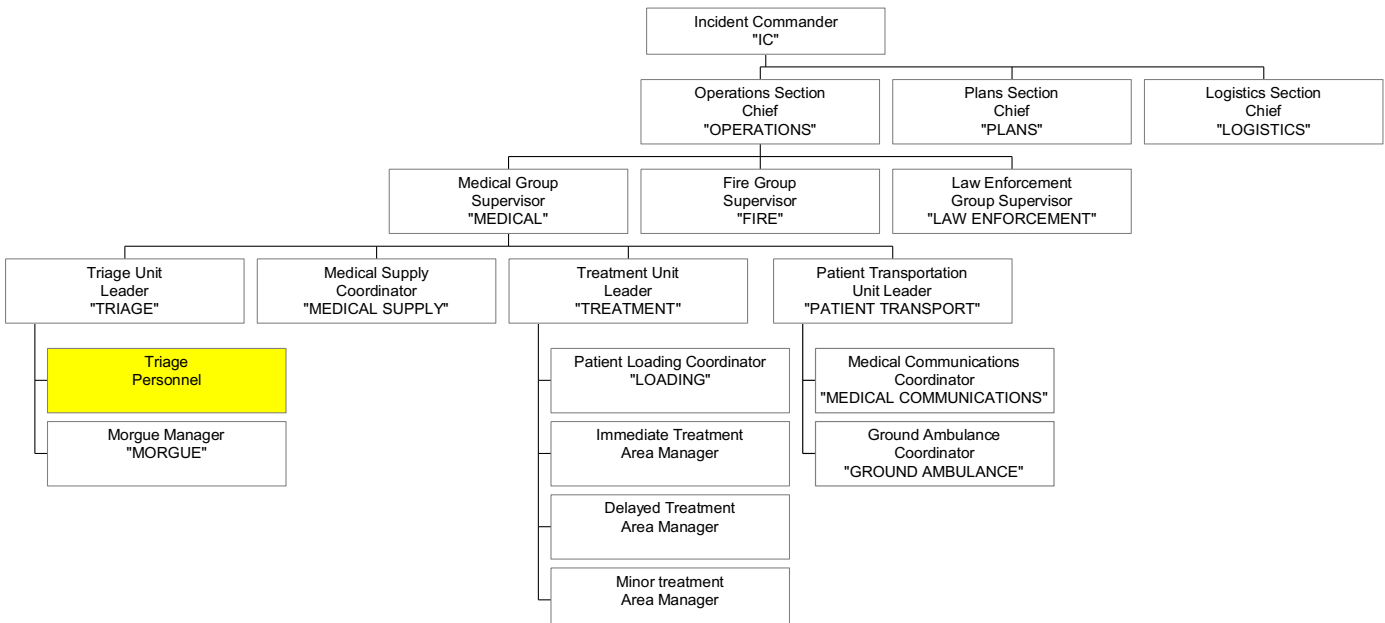 Incident Commander
"IC"
Operations Section
Chief
"OPERATIONS"
Plans Section
Chief
"PLANS"
Logistics Section
Chief
"LOGISTICS"
Medical Group
Supervisor
"MEDICAL"
Fire Group
Supervisor
"FIRE"
Law Enforcement
Group Supervisor
"LAW ENFORCEMENT"
Triage Unit
Leader
"TRIAGE"
Medical Supply
Coordinator
"MEDICAL SUPPLY"
Treatment Unit
Leader
"TREATMENT"
Patient Transportation
Unit Leader
"PATIENT TRANSPORT"
Triage
Personnel
Morgue Manager
"MORGUE"
Patient Loading Coordinator
"LOADING"
Immediate Treatment
Area Manager
Delayed Treatment
Area Manager
Minor treatment
Area Manager
Medical Communications
Coordinator
"MEDICAL COMMUNICATIONS"
Ground Ambulance
Coordinator
"GROUND AMBULANCE"